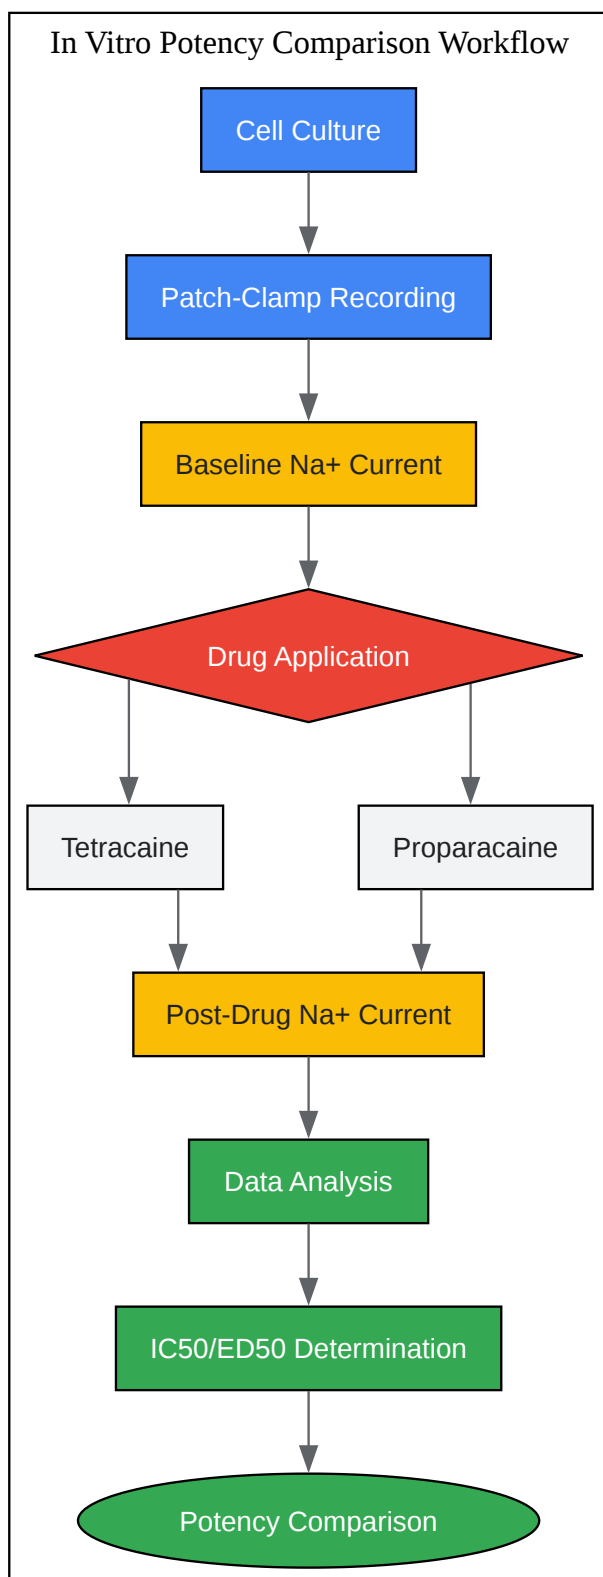 In Vitro Potency Comparison Workflow
Cell Culture
Patch-Clamp Recording
Baseline Na+ Current
Drug Application
Tetracaine
Proparacaine
Post-Drug Na+ Current
Data Analysis
IC50/ED50 Determination
Potency Comparison